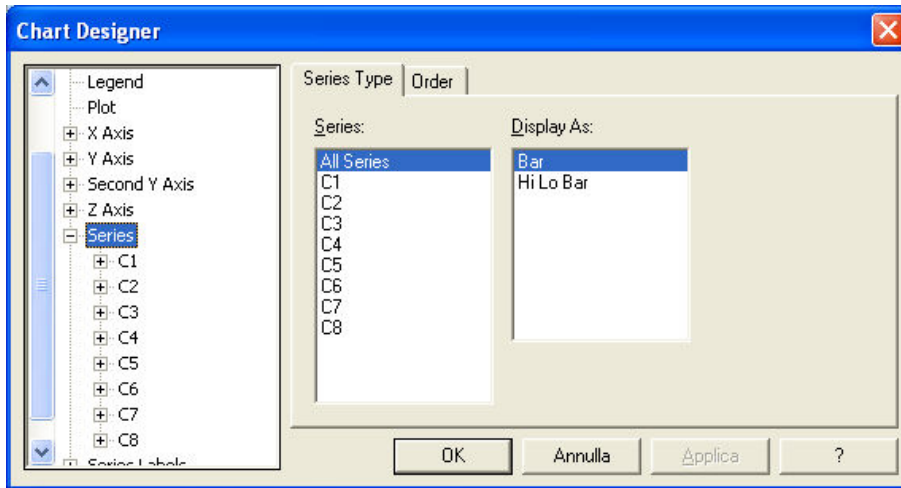 Chart Designer
Legend
Plot
X Axis
Y Axis
Second Y Axis
Z Axis
Series
C1
C2
C3
C4
C5
C6
C7
C8
Series Labels
Series Type
Order
Series:
All Series
C1
C2
C3
C4
C5
C6
C7
C8
Display As:
Bar
Hi Lo Bar
OK
Annulla
Applica
?